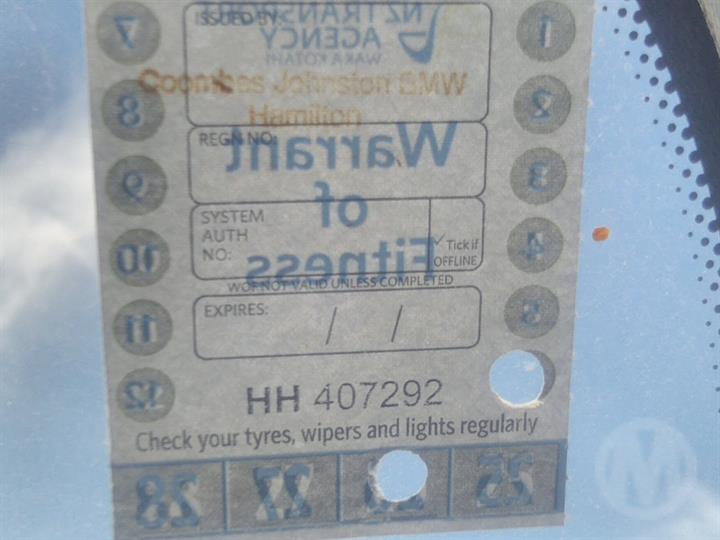 ISSUED BY:
NZ TRANSPORT
AGENCY
WAKA KOTAHI
Coombes Johnston BMW
Hamilton
REGN NO:
Warrant
of
Fitness
SYSTEM
AUTH
NO:
✓ Tick if
OFFLINE
WOF NOT VALID UNLESS COMPLETED
EXPIRES: / /
HH 407292
Check your tyres, wipers and lights regularly
7 1
8 2
9 3
10 4
11 5
12
28 27 25
M